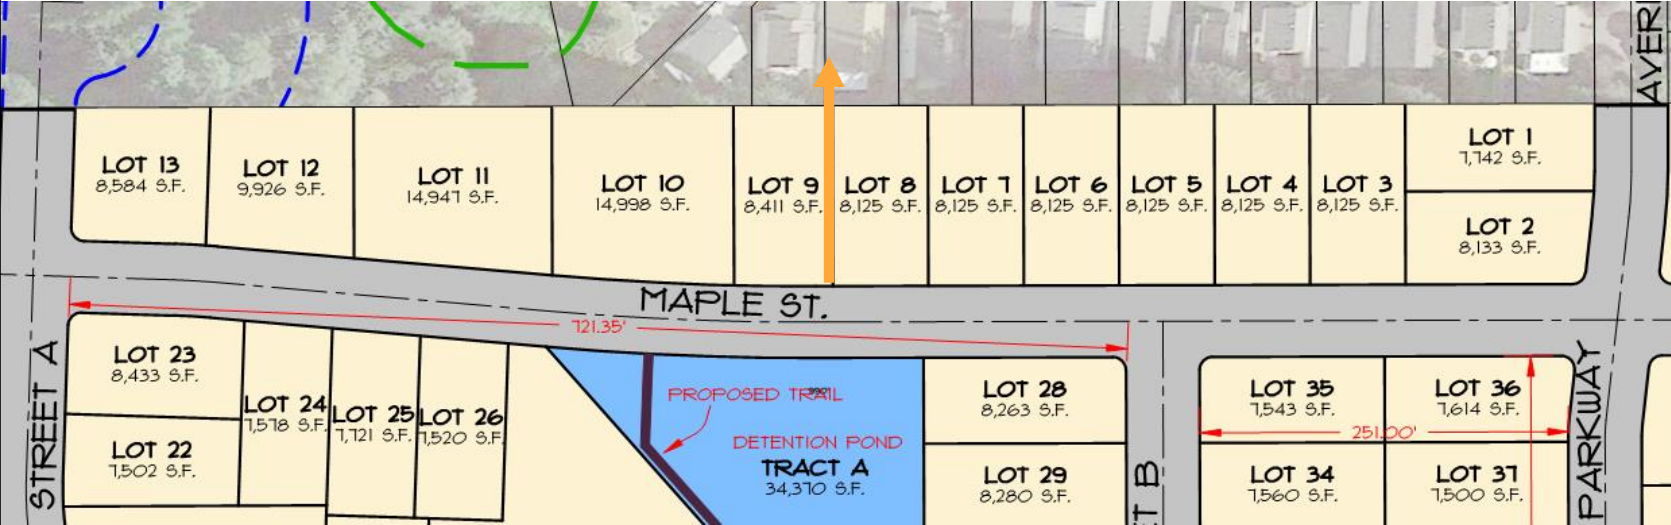 AVERI
LOT 13
8,584 S.F.
LOT 12
9,926 S.F.
LOT 11
14,947 S.F.
LOT 10
14,998 S.F.
LOT 9
8,411 S.F.
LOT 8
8,125 S.F.
LOT 7
8,125 S.F.
LOT 6
8,125 S.F.
LOT 5
8,125 S.F.
LOT 4
8,125 S.F.
LOT 3
8,125 S.F.
LOT 1
7,742 S.F.
LOT 2
8,133 S.F.
MAPLE ST.
721.35'
STREET A
LOT 23
8,433 S.F.
LOT 24
7,578 S.F.
LOT 25
7,721 S.F.
LOT 26
7,520 S.F.
LOT 22
7,502 S.F.
PROPOSED TRAIL
DETENTION POND
TRACT A
34,370 S.F.
LOT 28
8,263 S.F.
LOT 29
8,280 S.F.
ET B
LOT 35
7,543 S.F.
LOT 36
7,614 S.F.
251.00'
LOT 34
7,560 S.F.
LOT 37
7,500 S.F.
PARKWAY